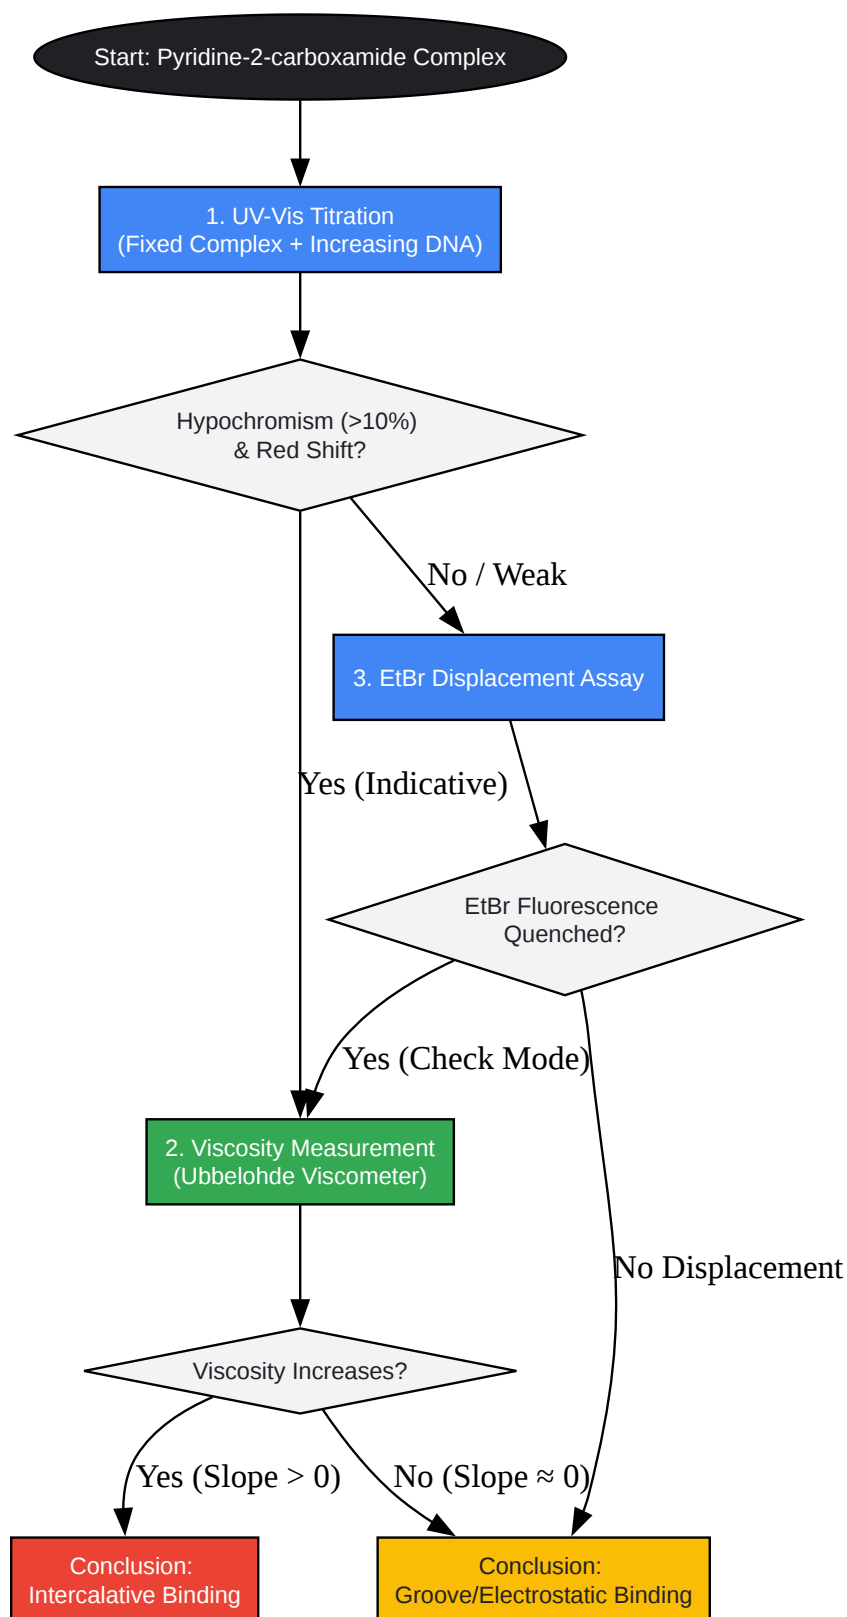 Start: Pyridine-2-carboxamide Complex
1. UV-Vis Titration
(Fixed Complex + Increasing DNA)
Hypochromism (>10%)
& Red Shift?
No / Weak
3. EtBr Displacement Assay
Yes (Indicative)
EtBr Fluorescence
Quenched?
Yes (Check Mode)
2. Viscosity Measurement
(Ubbelohde Viscometer)
No Displacement
Viscosity Increases?
Yes (Slope > 0)
No (Slope ≈ 0)
Conclusion:
Intercalative Binding
Conclusion:
Groove/Electrostatic Binding